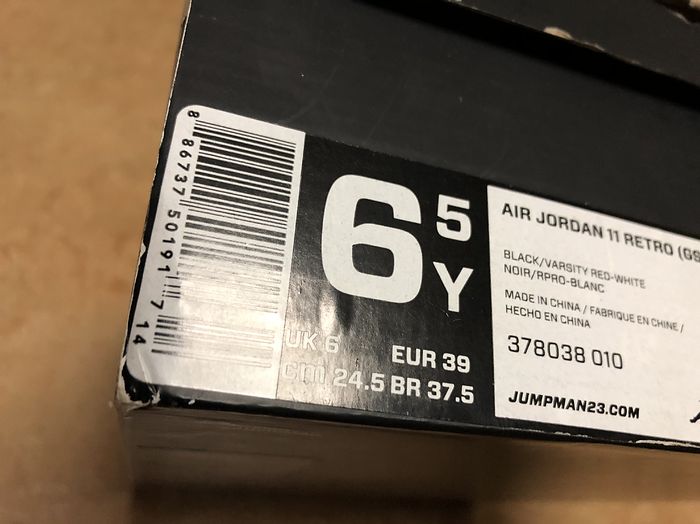 8 86737 50191 7 14
6 5 Y
UK 6 EUR 39
cm 24.5 BR 37.5
AIR JORDAN 11 RETRO (GS
BLACK/VARSITY RED-WHITE
NOIR/RPRO-BLANC
MADE IN CHINA / FABRIQUE EN CHINE /
HECHO EN CHINA
378038 010
JUMPMAN23.COM